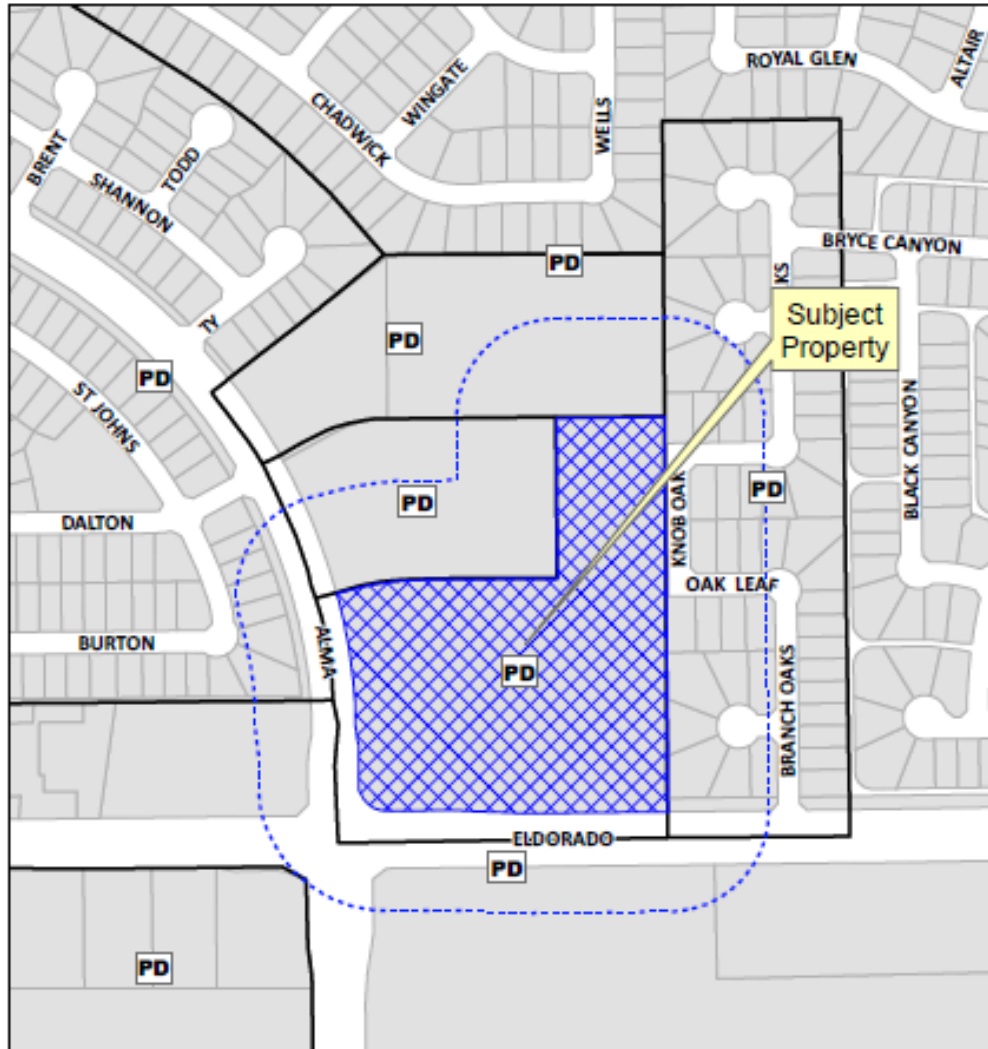 ROYAL GLEN
ALTAIR
WINGATE
CHADWICK
WELLS
BRENT
TODD
SHANNON
BRYCE CANYON
PD
KS
Subject
Property
PD
AL
PD
ST JOHNS
BLACK CANYON
PD
PD
KNOB OAK
DALTON
OAK LEAF
BURTON
ALMA
PD
BRANCH OAKS
ELDORADO
PD
PD